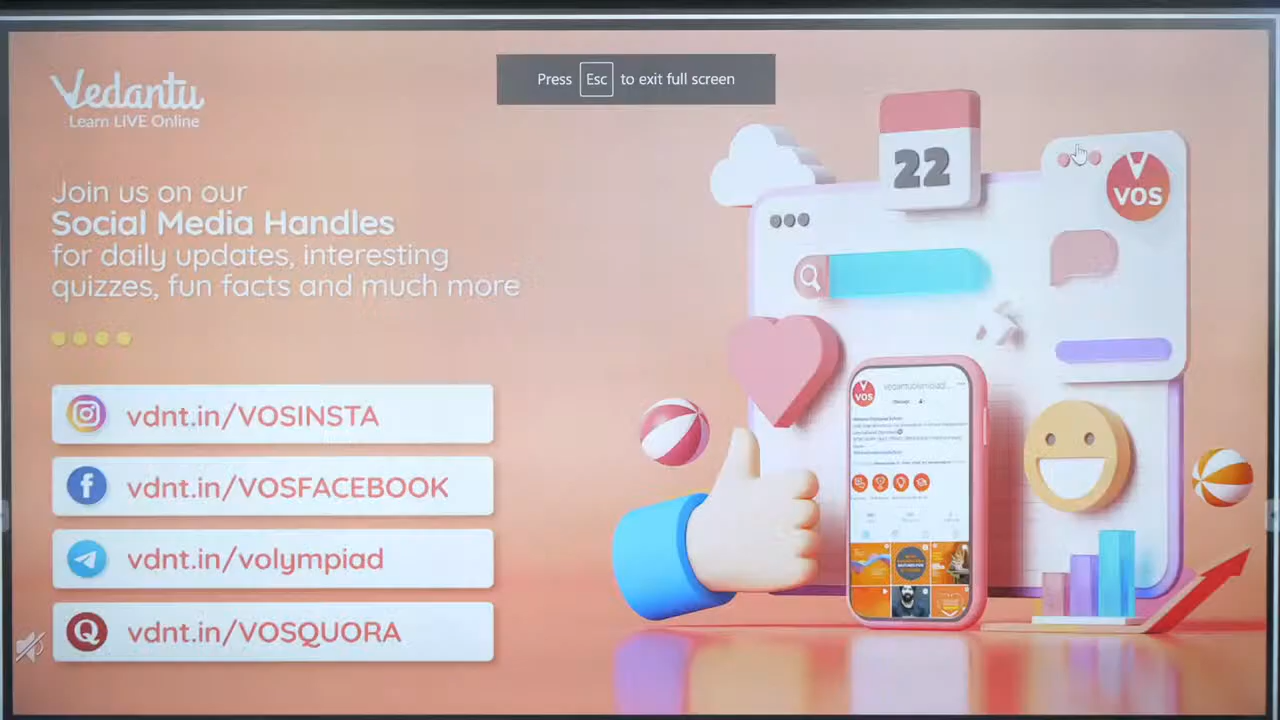 Vedantu
Learn LIVE Online
Press Esc to exit full screen
22
VOS
Join us on our
Social Media Handles
for daily updates, interesting
quizzes, fun facts and much more
VOS
vdnt.in/VOSINSTA
vdnt.in/VOSFACEBOOK
vdnt.in/volympiad
vdnt.in/VOSQUORA